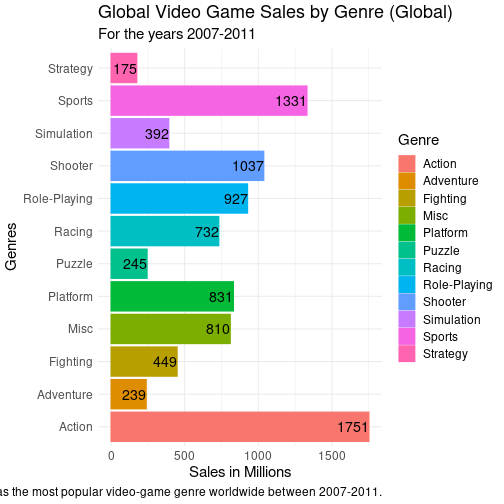 Global Video Game Sales by Genre (Global)
For the years 2007-2011
Genres
Strategy 175
Sports 1331
Simulation 392
Shooter 1037
Role-Playing 927
Racing 732
Puzzle 245
Platform 831
Misc 810
Fighting 449
Adventure 239
Action 1751
0 500 1000 1500
Sales in Millions
Genre
Action
Adventure
Fighting
Misc
Platform
Puzzle
Racing
Role-Playing
Shooter
Simulation
Sports
Strategy
the most popular video-game genre worldwide between 2007-2011.